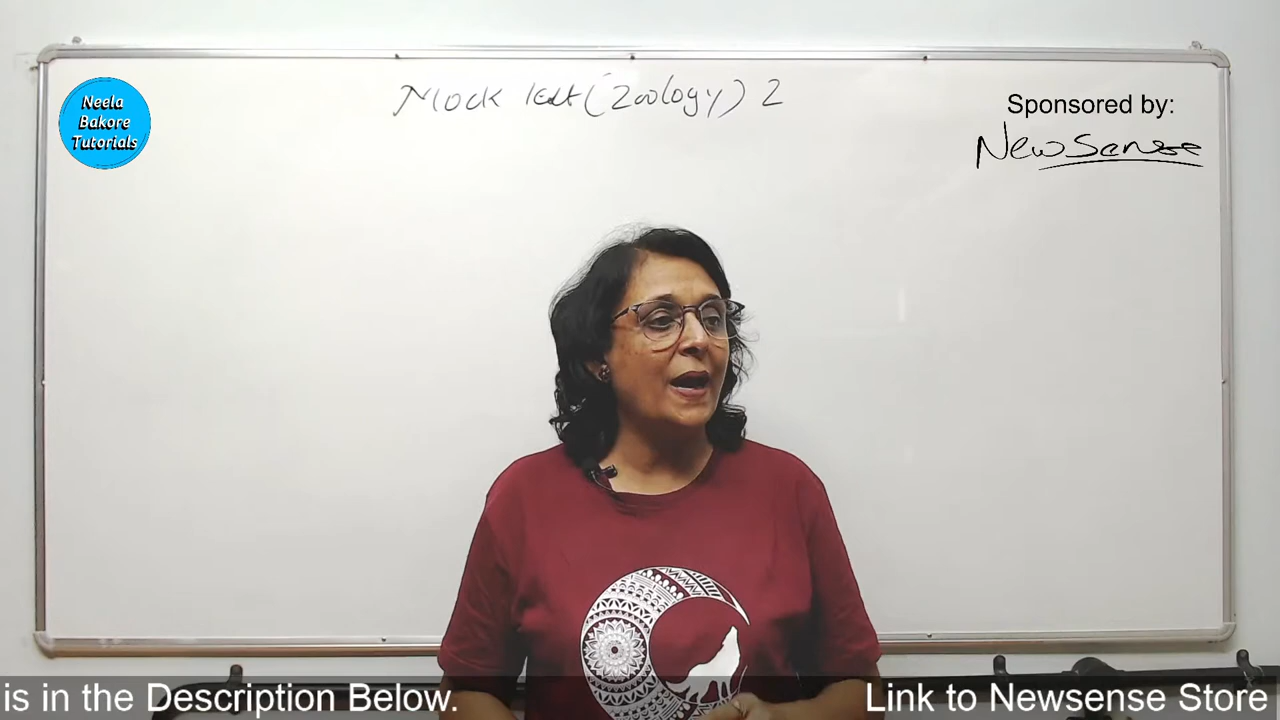 Mock test (Zoology) 2
Neela
Bakore
Tutorials
Sponsored by:
NewSense
is in the Description Below.
Link to Newsense Store